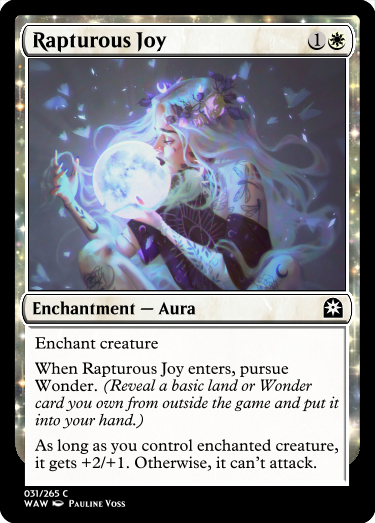 Rapturous Joy 1
Enchantment — Aura
Enchant creature
When Rapturous Joy enters, pursue
Wonder. (Reveal a basic land or Wonder
card you own from outside the game and put it
into your hand.)
As long as you control enchanted creature,
it gets +2/+1. Otherwise, it can't attack.
031/265 C
WAW Pauline Voss